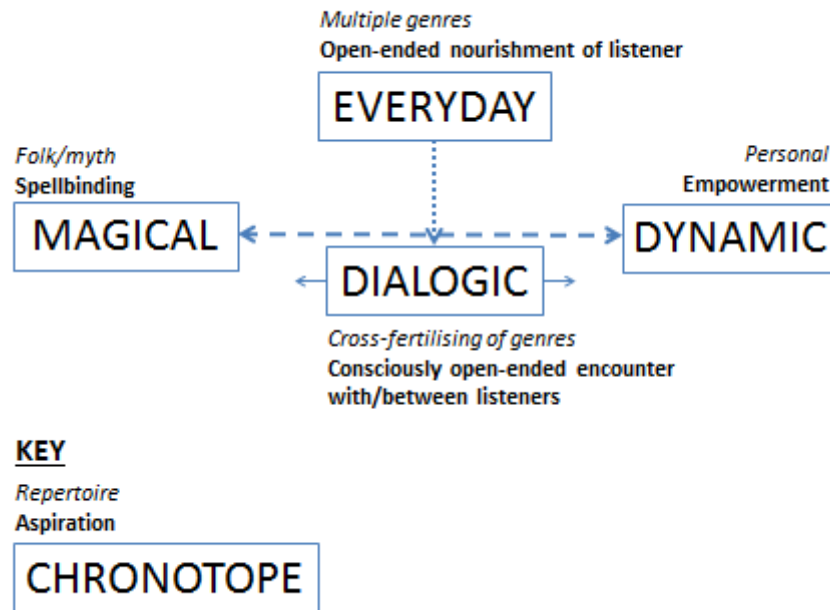 Multiple genres
Open-ended nourishment of listener
EVERYDAY
Folk/myth
Spellbinding
MAGICAL
Personal
Empowerment
DYNAMIC
DIALOGIC
Cross-fertilising of genres
Consciously open-ended encounter
with/between listeners
KEY
Repertoire
Aspiration
CHRONOTOPE